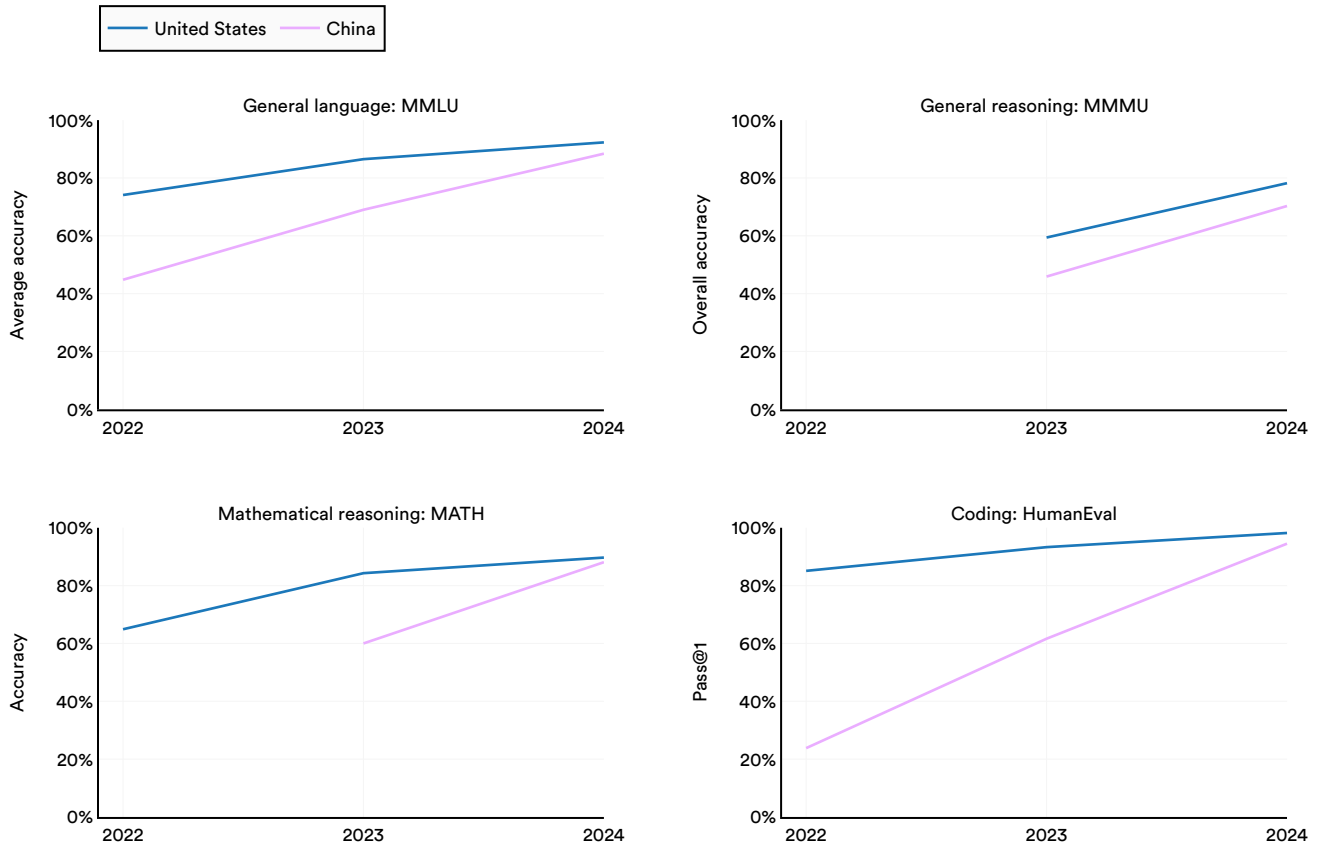 United States China
General language: MMLU
100%
80%
60%
40%
20%
0%
Average accuracy
2022 2023 2024
General reasoning: MMMU
100%
80%
60%
40%
20%
0%
Overall accuracy
2022 2023 2024
Mathematical reasoning: MATH
100%
80%
60%
40%
20%
0%
Accuracy
2022 2023 2024
Coding: HumanEval
100%
80%
60%
40%
20%
0%
Pass@1
2022 2023 2024